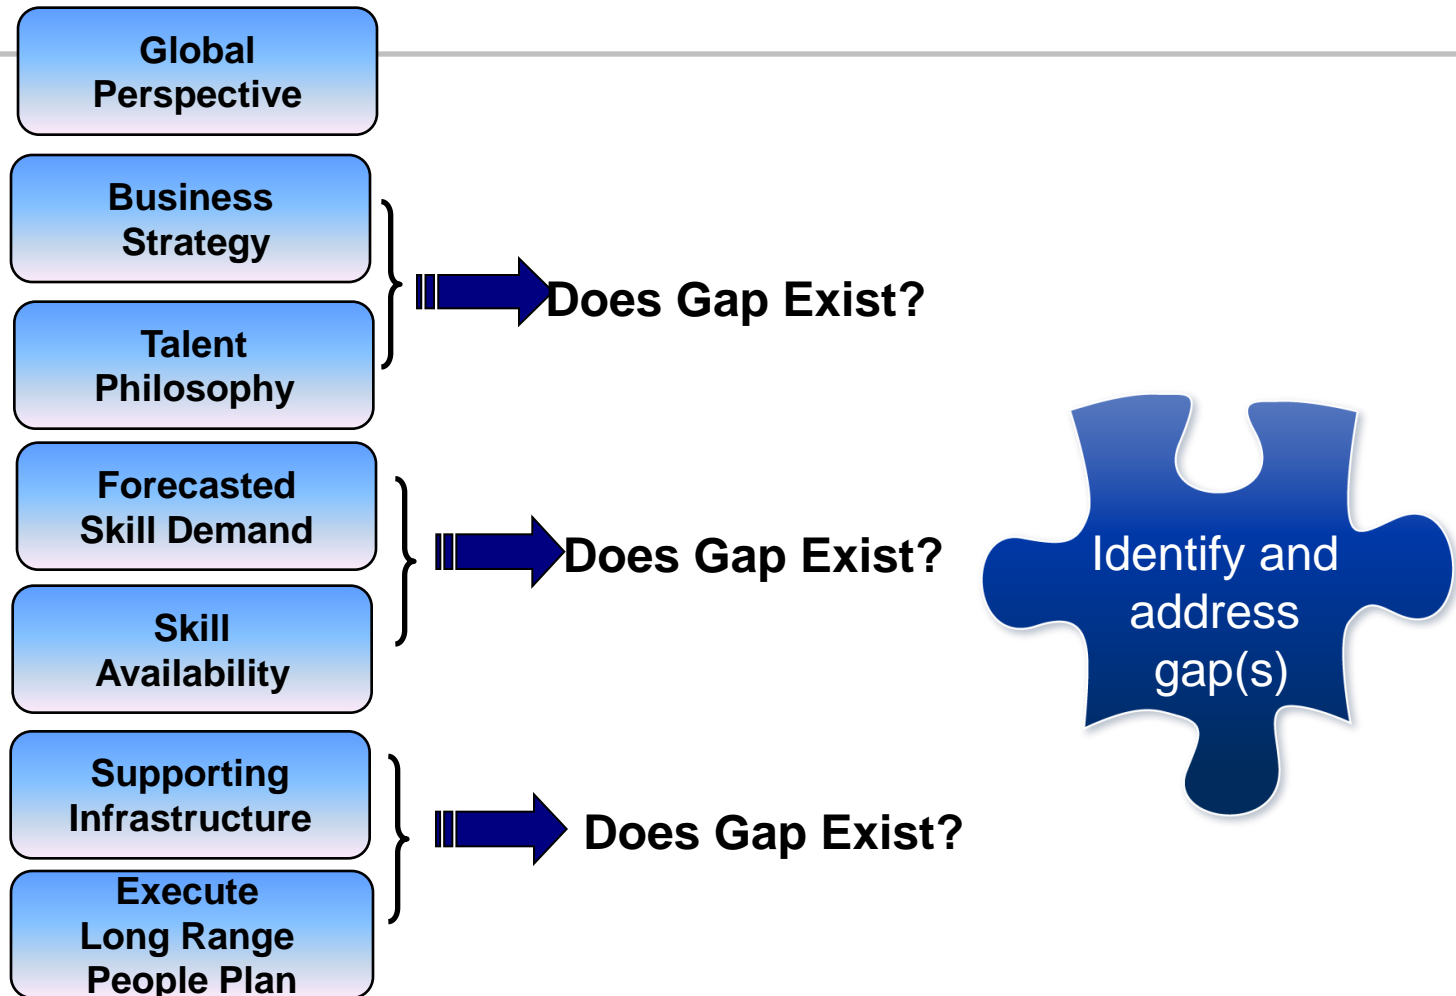 Global
Perspective
Business
Strategy
Does Gap Exist?
Talent
Philosophy
Forecasted
Skill Demand
Does Gap Exist?
Skill
Availability
Identify and
address
gap(s)
Supporting
Infrastructure
Does Gap Exist?
Execute
Long Range
People Plan